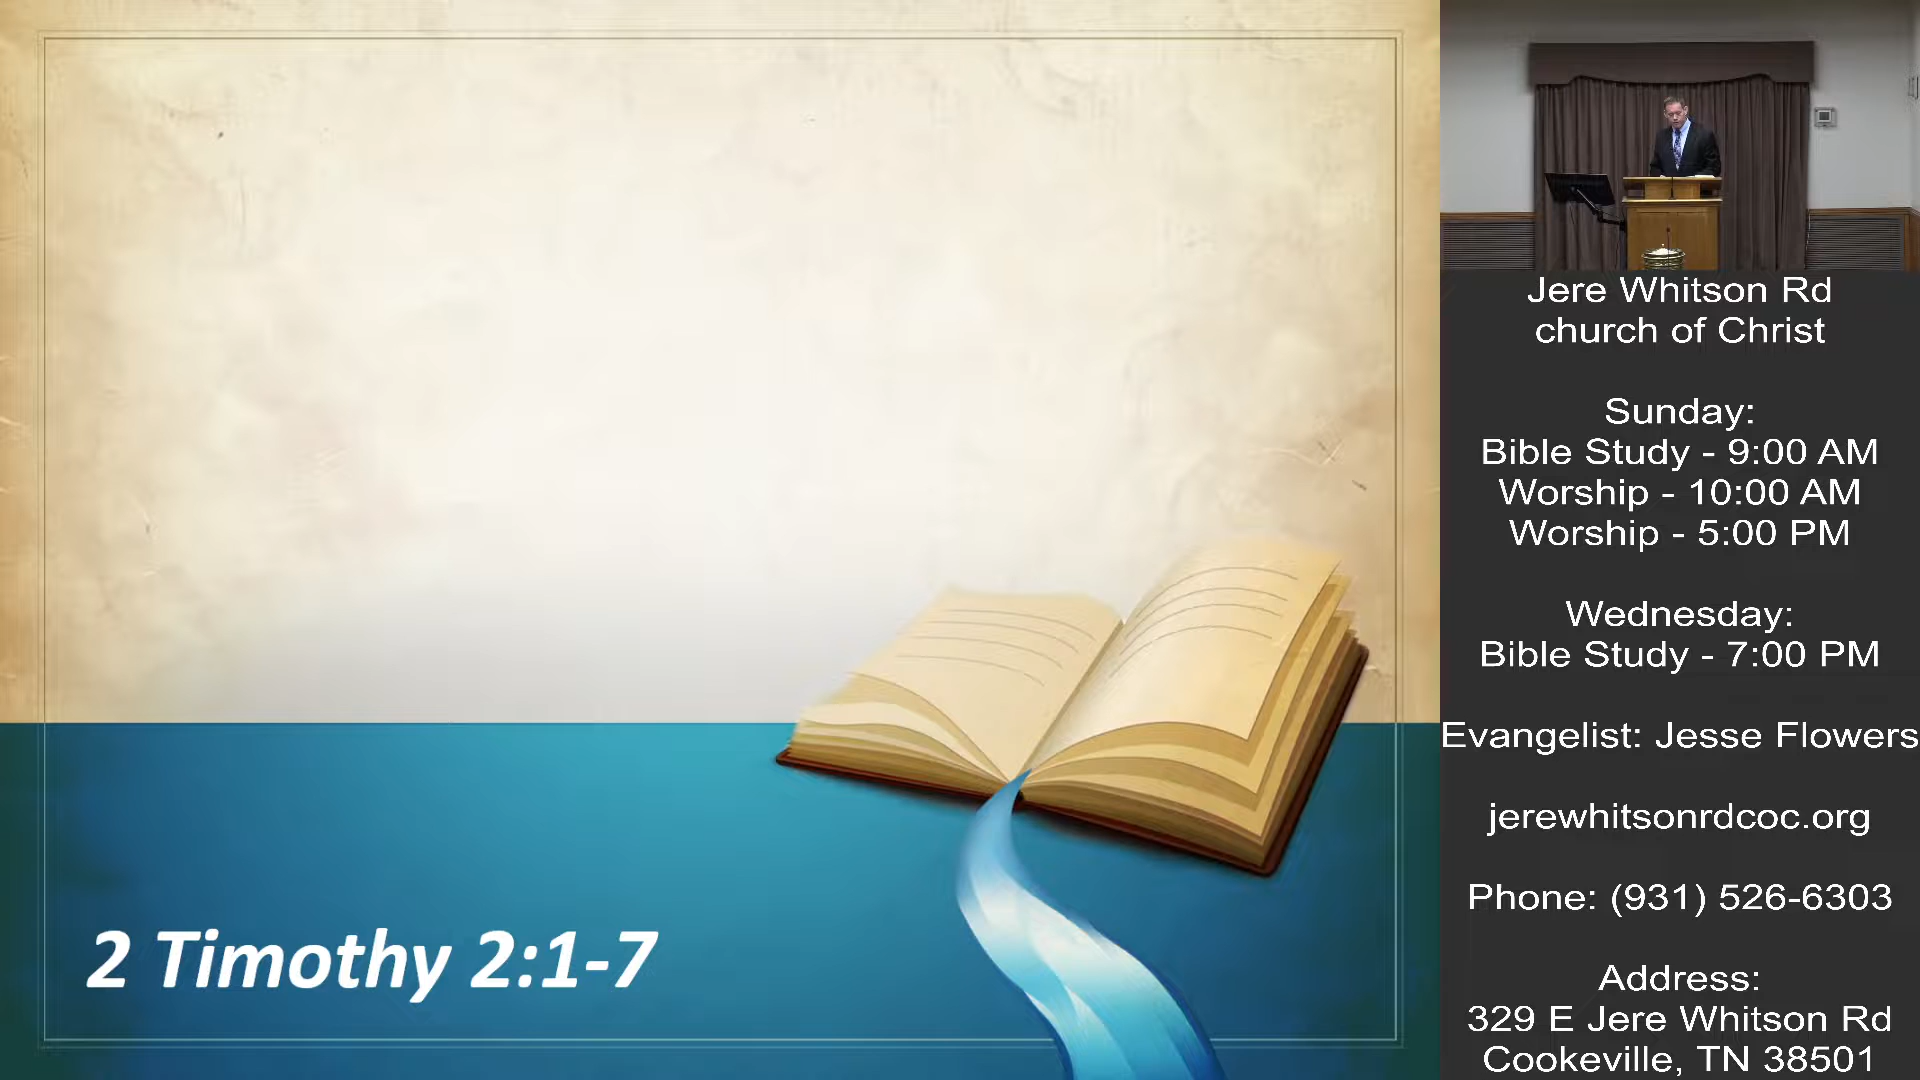 2 Timothy 2:1-7
Jere Whitson Rd
church of Christ
Sunday:
Bible Study - 9:00 AM
Worship - 10:00 AM
Worship - 5:00 PM
Wednesday:
Bible Study - 7:00 PM
Evangelist: Jesse Flowers
jerewhitsonrdcoc.org
Phone: (931) 526-6303
Address:
329 E Jere Whitson Rd
Cookeville, TN 38501